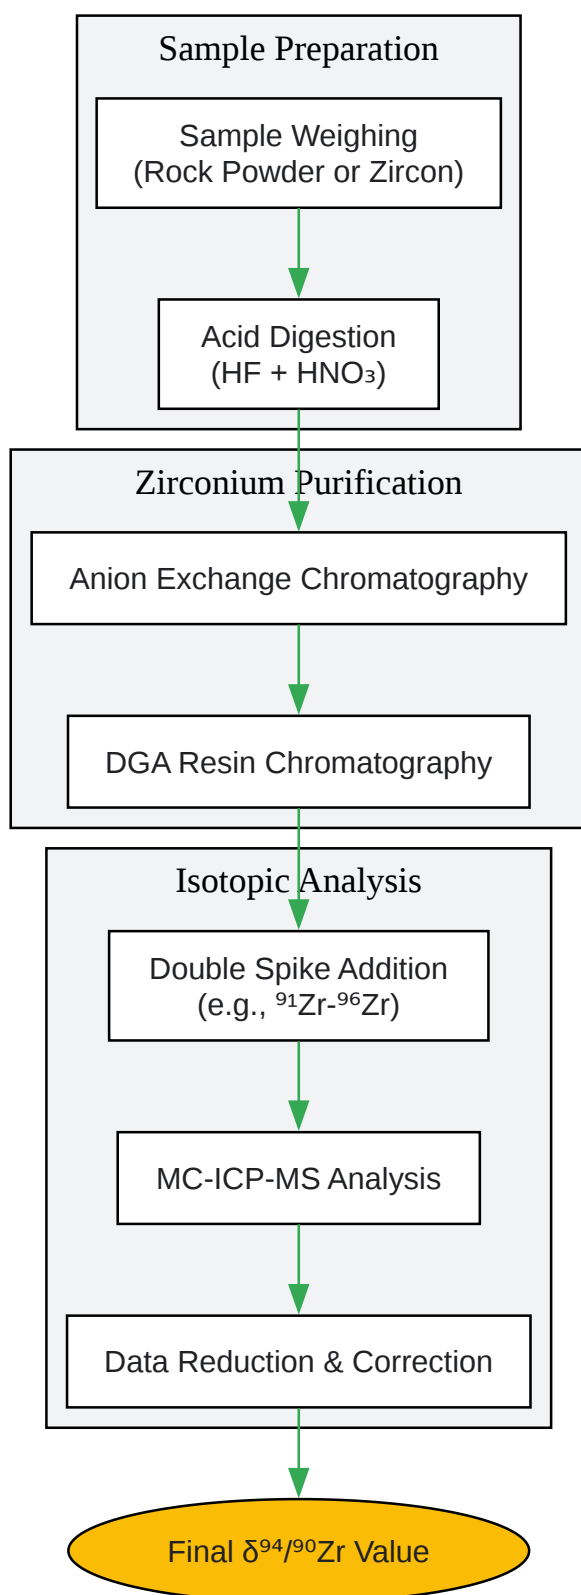 Sample Preparation
Sample Weighing
(Rock Powder or Zircon)
Acid Digestion
(HF + HNO₃)
Zirconium Purification
Anion Exchange Chromatography
DGA Resin Chromatography
Isotopic Analysis
Double Spike Addition
(e.g., ⁹¹Zr-⁹⁶Zr)
MC-ICP-MS Analysis
Data Reduction & Correction
Final δ⁹⁴/⁹⁰Zr Value